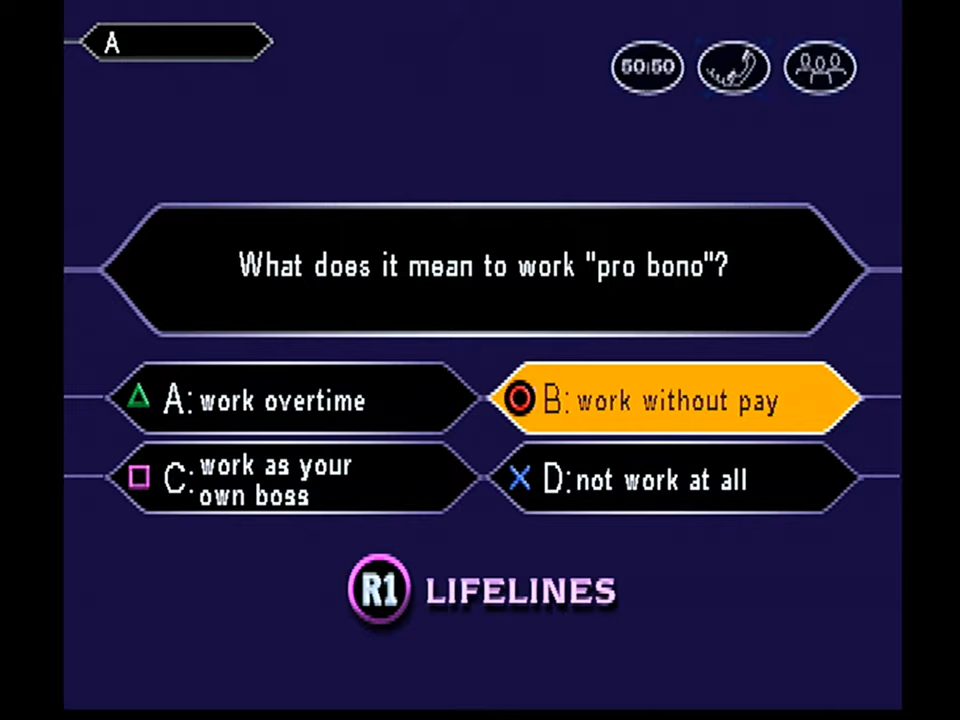 A
50:50
What does it mean to work "pro bono"?
A: work overtime
B: work without pay
C: work as your
own boss
D: not work at all
R1 LIFELINES